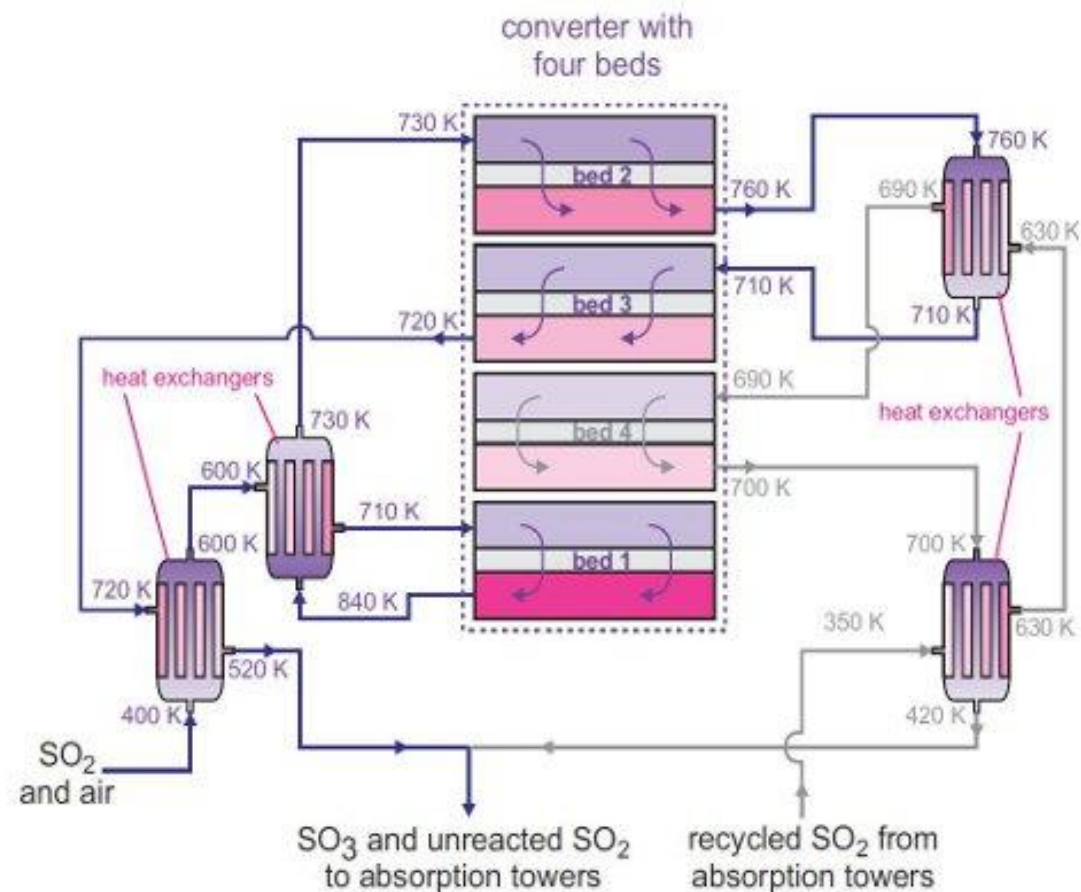 converter with
four beds
730 K
760 K
bed 2
690 K
760 K
630 K
bed 3
710 K
710 K
720 K
heat exchangers
690 K
heat exchangers
730 K
bed 4
600 K
700 K
710 K
600 K
bed 1
700 K
720 K
840 K
350 K
630 K
520 K
400 K
420 K
SO2
and air
SO3 and unreacted SO2
to absorption towers
recycled SO2 from
absorption towers